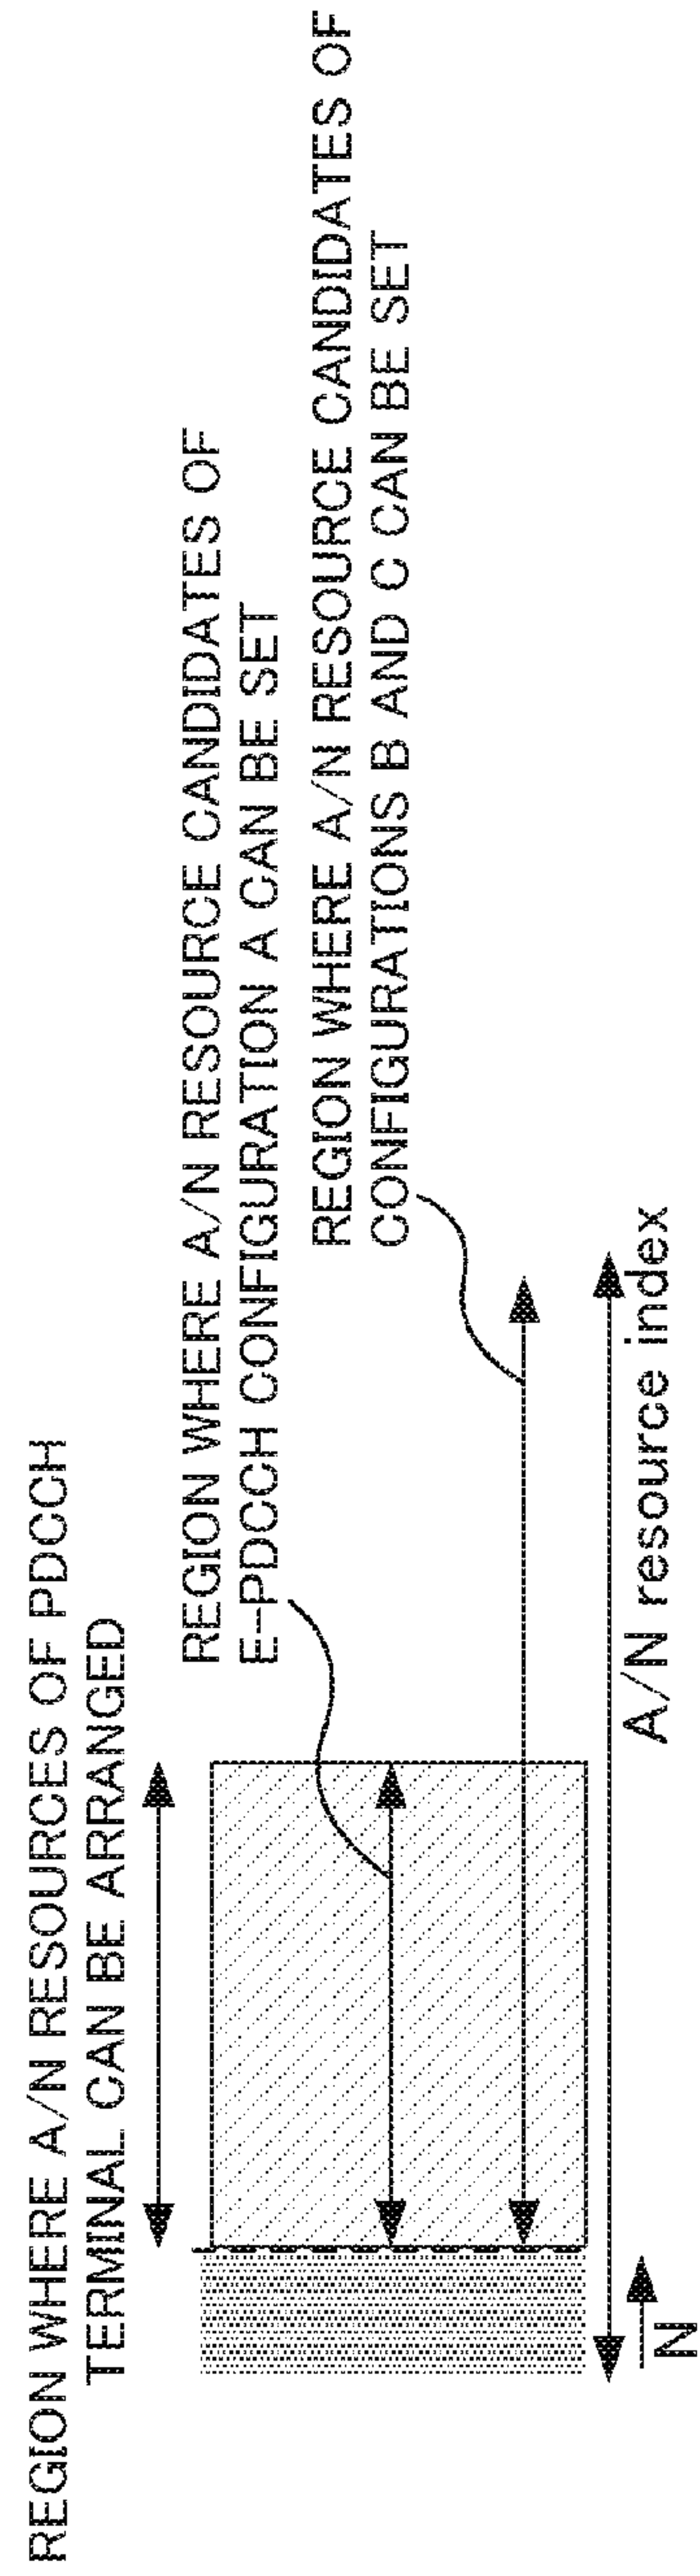 REGION WHERE A/N RESOURCES OF PDCCH
TERMINAL CAN BE ARRANGED
REGION WHERE A/N RESOURCE CANDIDATES OF
E-PDCCH CONFIGURATION A CAN BE SET
REGION WHERE A/N RESOURCE CANDIDATES OF
CONFIGURATIONS B AND C CAN BE SET
A/N resource index
N